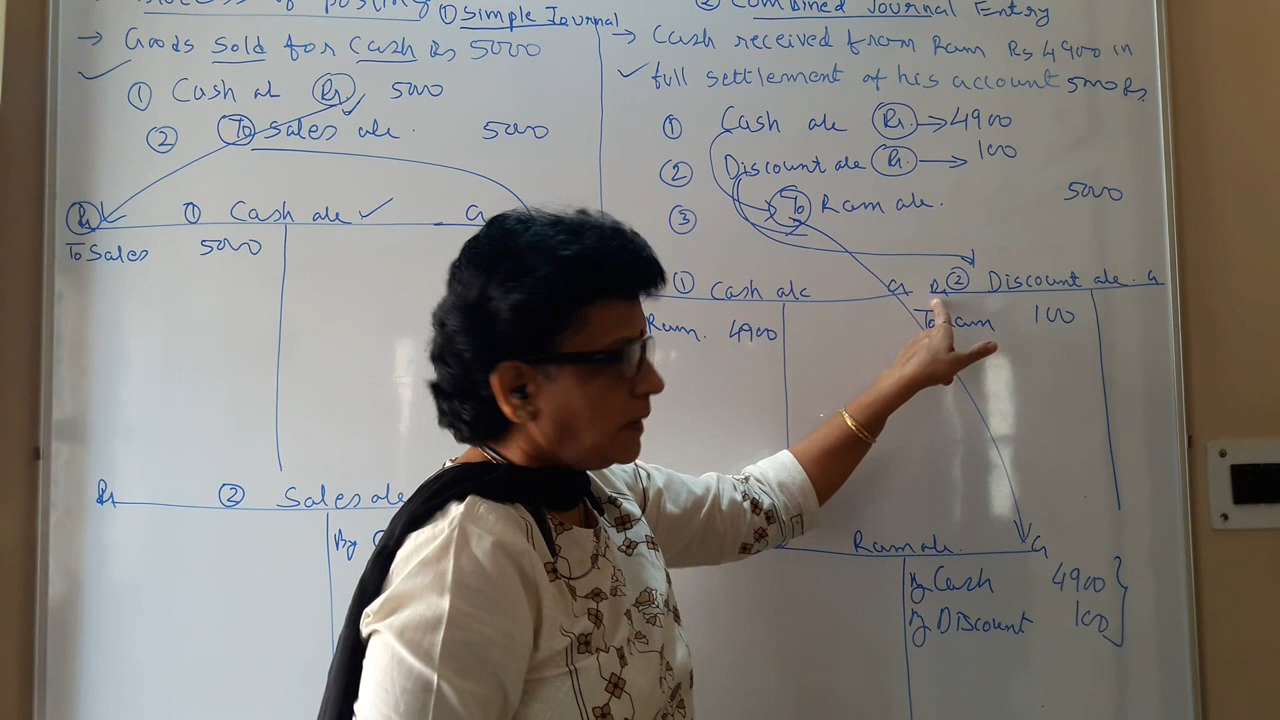 Process of posting ① Simple Journal
→ Goods Sold for Cash Rs 5000
① Cash a/c Dr 5000
② To Sales a/c. 5000
Dr ① Cash a/c ✓ Cr
To Sales 5000
Dr ② Sales a/c
By
② Combined Journal Entry
→ Cash received from Ram Rs 4900 in
✓ full settlement of his account 5000 Rs.
① Cash a/c Dr. → 4900
② Discount a/c Dr. → 100
③ To Ram a/c. 5000
① Cash a/c Cr
Ram. 4900
Dr ② Discount a/c. Cr
To Ram 100
Ram a/c. Cr
By Cash 4900
By Discount 100